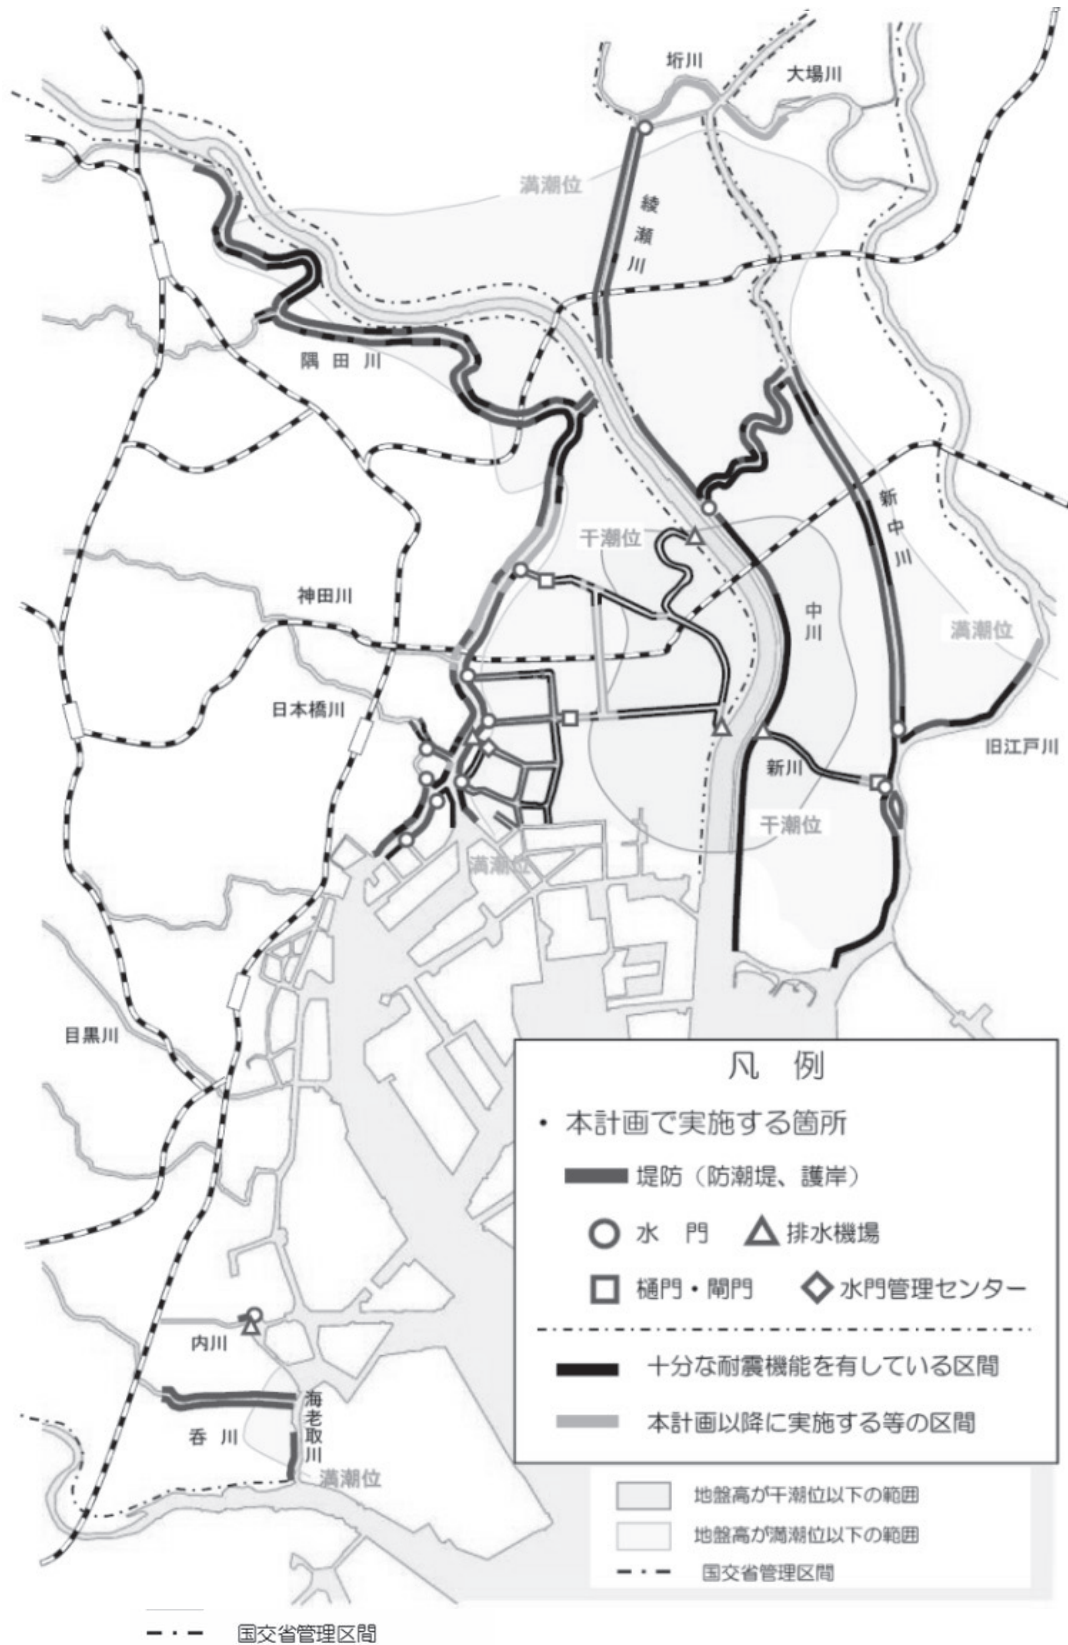 垳川
大場川
満潮位
綾瀬川
隅田川
新中川
干潮位
神田川
中川
満潮位
日本橋川
旧江戸川
新川
干潮位
満潮位
目黒川
凡 例
・ 本計画で実施する箇所
堤防（防潮堤、護岸）
水 門
排水機場
樋門・閘門
水門管理センター
十分な耐震機能を有している区間
本計画以降に実施する等の区間
内川
海老取川
呑川
満潮位
地盤高が干潮位以下の範囲
地盤高が満潮位以下の範囲
国交省管理区間
国交省管理区間